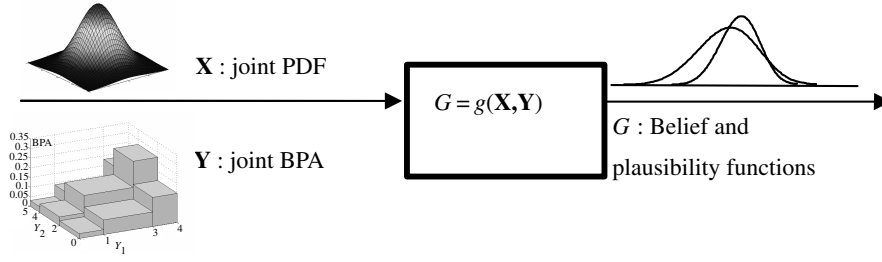 X : joint PDF
G = g(X,Y)
Y : joint BPA
G : Belief and
plausibility functions
BPA
0.35
0.3
0.25
0.2
0.15
0.1
0.05
0
5
4
2
0
Y2
1
3
4
Y1